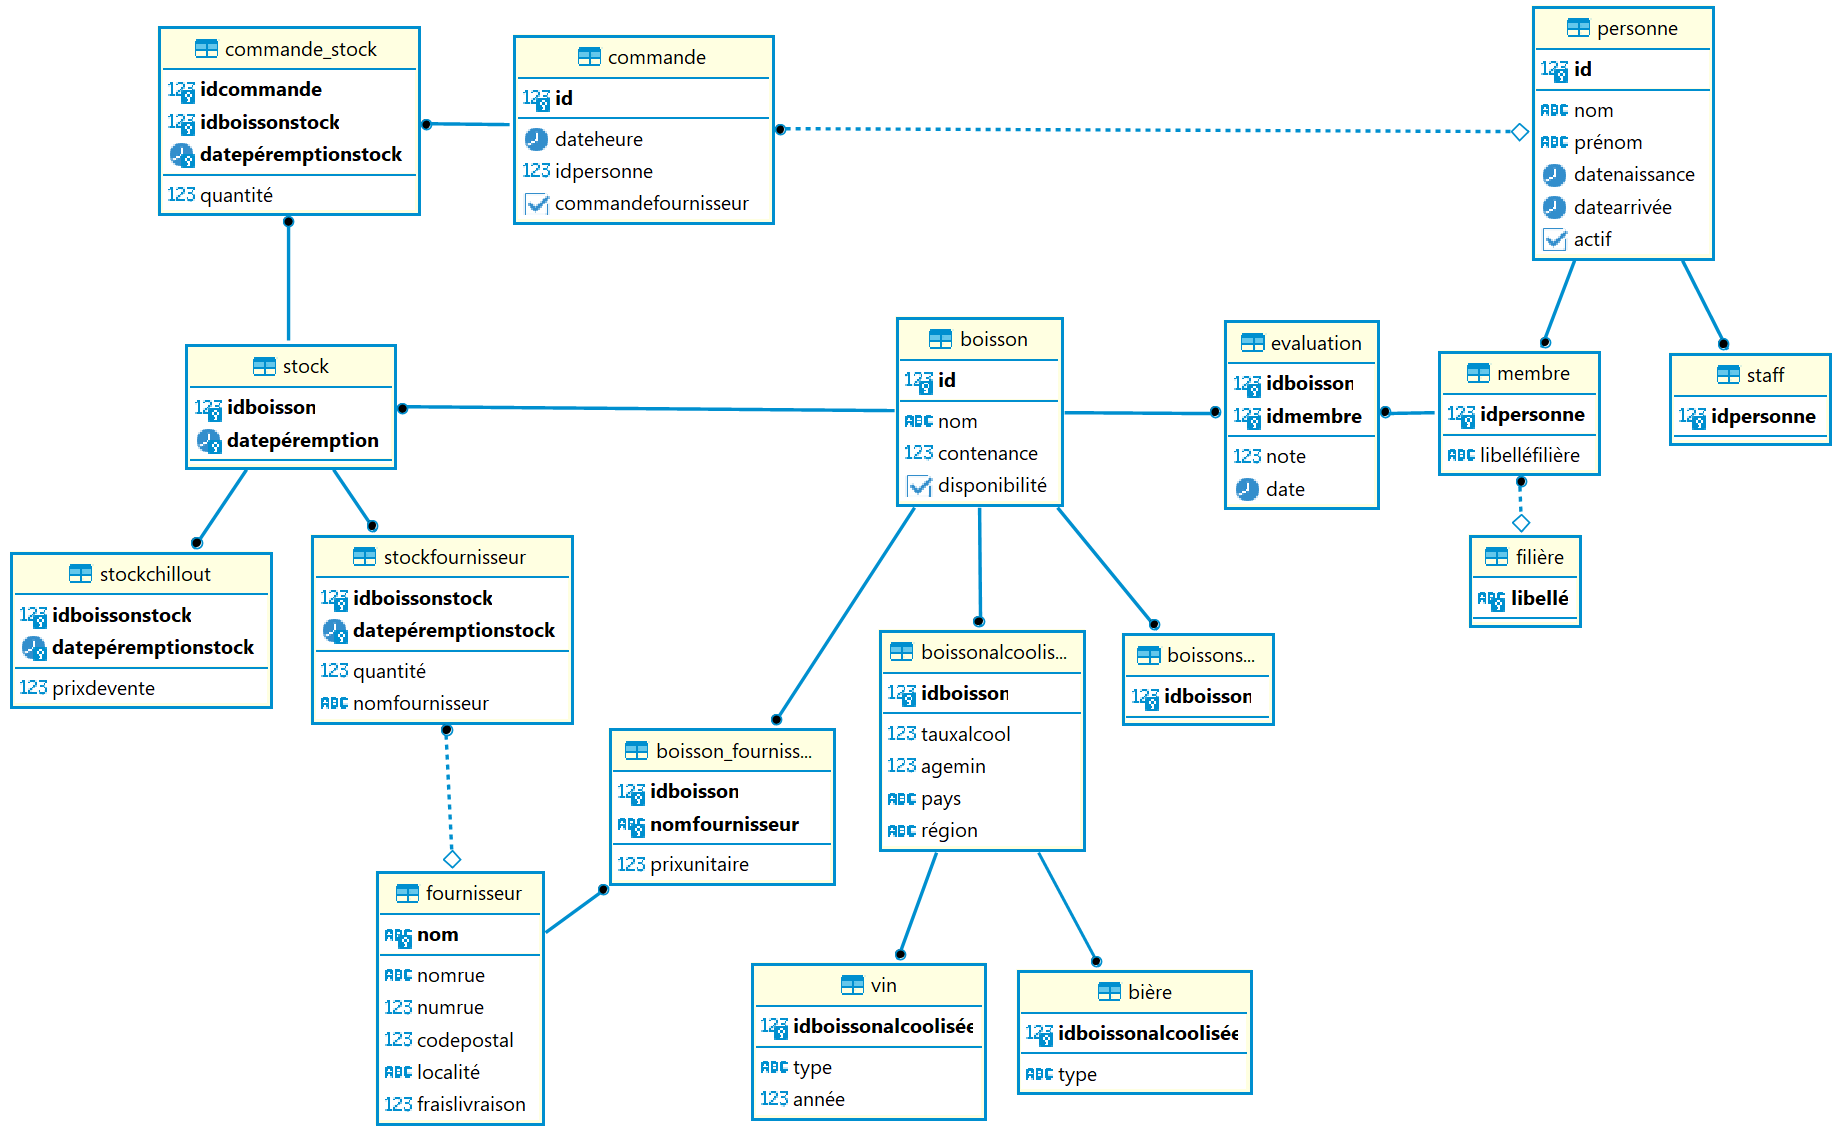 commande_stock
123 idcommande
123 idboissonstock
datepéremptionstock
123 quantité
commande
123 id
dateheure
123 idpersonne
commandefournisseur
personne
123 id
ABC nom
ABC prénom
datenaissance
datearrivée
actif
stock
123 idboisson
datepéremption
boisson
123 id
ABC nom
123 contenance
disponibilité
evaluation
123 idboisson
123 idmembre
123 note
date
membre
123 idpersonne
ABC libelléfilière
staff
123 idpersonne
filière
ABC libellé
stockchillout
123 idboissonstock
datepéremptionstock
123 prixdevente
stockfournisseur
123 idboissonstock
datepéremptionstock
123 quantité
ABC nomfournisseur
boisson_fourniss...
123 idboisson
ABC nomfournisseur
123 prixunitaire
boissonalcoolis...
123 idboisson
123 tauxalcool
123 agemin
ABC pays
ABC région
boissons...
123 idboisson
fournisseur
ABC nom
ABC nomrue
123 numrue
123 codepostal
ABC localité
123 fraislivraison
vin
123 idboissonalcoolisée
ABC type
123 année
bière
123 idboissonalcoolisée
ABC type